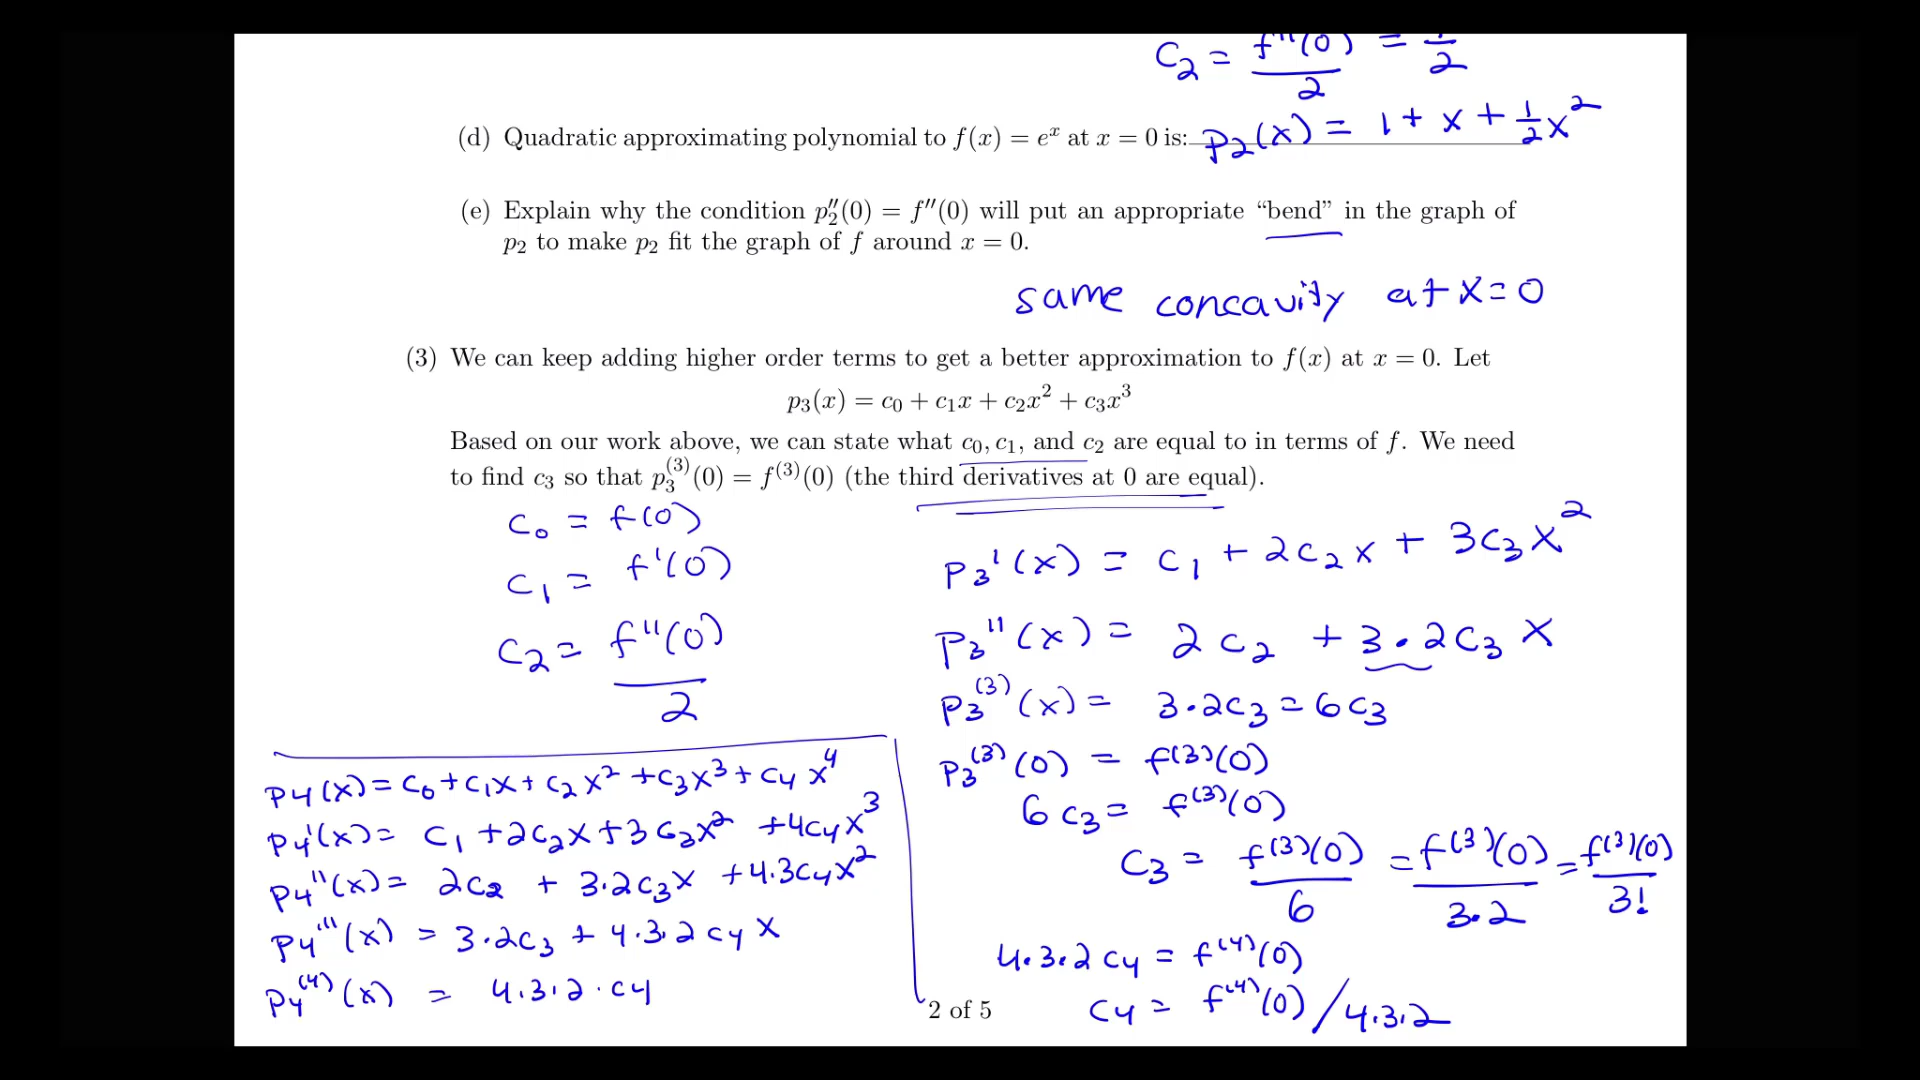 C₂ = f''(0)/2 = 1/2
(d) Quadratic approximating polynomial to f(x) = eˣ at x = 0 is: P₂(x) = 1 + x + ½x²
(e) Explain why the condition p₂''(0) = f''(0) will put an appropriate “bend” in the graph of
p₂ to make p₂ fit the graph of f around x = 0.
same concavity at x=0
(3) We can keep adding higher order terms to get a better approximation to f(x) at x = 0. Let
p₃(x) = c₀ + c₁x + c₂x² + c₃x³
Based on our work above, we can state what c₀, c₁, and c₂ are equal to in terms of f. We need
to find c₃ so that p₃⁽³⁾(0) = f⁽³⁾(0) (the third derivatives at 0 are equal).
C₀ = f(0)
C₁ = f'(0)
C₂ = f''(0)/2
P₃'(x) = C₁ + 2C₂x + 3C₃x²
P₃''(x) = 2C₂ + 3·2C₃x
P₃⁽³⁾(x) = 3·2C₃ = 6C₃
P₃⁽³⁾(0) = f⁽³⁾(0)
6C₃ = f⁽³⁾(0)
C₃ = f⁽³⁾(0)/6 = f⁽³⁾(0)/3·2 = f⁽³⁾(0)/3!
P₄(x) = C₀ + C₁x + C₂x² + C₃x³ + C₄x⁴
P₄'(x) = C₁ + 2C₂x + 3C₃x² + 4C₄x³
P₄''(x) = 2C₂ + 3·2C₃x + 4·3C₄x²
P₄'''(x) = 3·2C₃ + 4·3·2C₄x
P₄⁽⁴⁾(x) = 4·3·2·C₄
4·3·2C₄ = f⁽⁴⁾(0)
C₄ = f⁽⁴⁾(0)/4·3·2
2 of 5